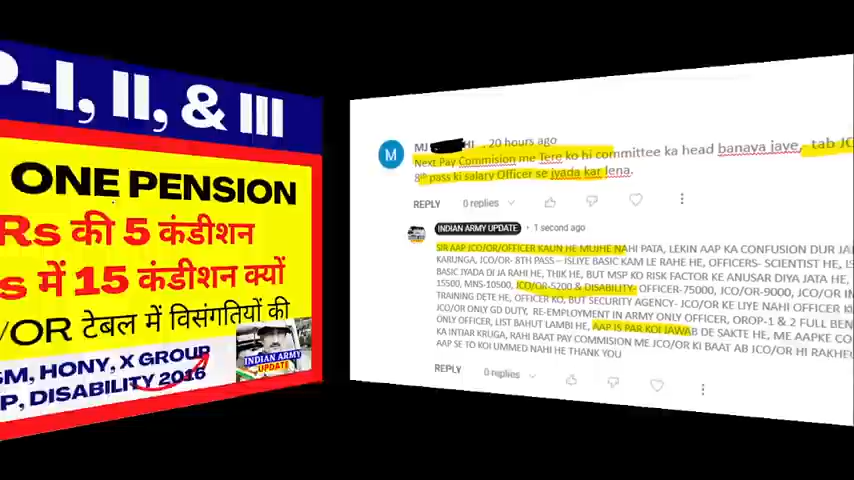 P-I, II, & III
ONE PENSION
Rs की 5 कंडीशन
s में 15 कंडीशन क्यों
/OR टेबल में विसंगतियों की
SM, HONY, X GROUP
P, DISABILITY 2016
INDIAN ARMY
UPDATE
M
MJ HI . 20 hours ago
Next Pay Commision me Tere ko hi committee ka head banaya jaye,- tab JC
8th pass ki salary Officer se jyada kar lena.
REPLY 0 replies
INDIAN ARMY UPDATE · 1 second ago
SIR AAP JCO/OR/OFFICER KAUN HE MUJHE NAHI PATA, LEKIN AAP KA CONFUSION DUR
KARUNGA, JCO/OR- 8TH PASS – ISLIYE BASIC KAM LE RAHE HE, OFFICERS- SCIENTIST HE,
BASIC JYADA DI JA RAHI HE, THIK HE, BUT MSP KO RISK FACTOR KE ANUSAR DIYA JATA HE,
15500, MNS-10500, JCO/OR-5200 & DISABILITY- OFFICER-75000, JCO/OR-9000, JCO/OR
TRAINING DETE HE, OFFICER KO, BUT SECURITY AGENCY- JCO/OR KE LIYE NAHI OFFICER
JCO/OR ONLY GD DUTY, RE-EMPLOYMENT IN ARMY ONLY OFFICER, OROP-1 & 2 FULL
ONLY OFFICER, LIST BAHUT LAMBI HE, AAP IS PAR KOI JAWAB DE SAKTE HE, ME AAPKE
KA INTIAR KRUGA, RAHI BAAT PAY COMMISION ME JCO/OR KI BAAT AB JCO/OR HI
AAP SE TO KOI UMMED NAHI HE THANK YOU
REPLY 0 replies